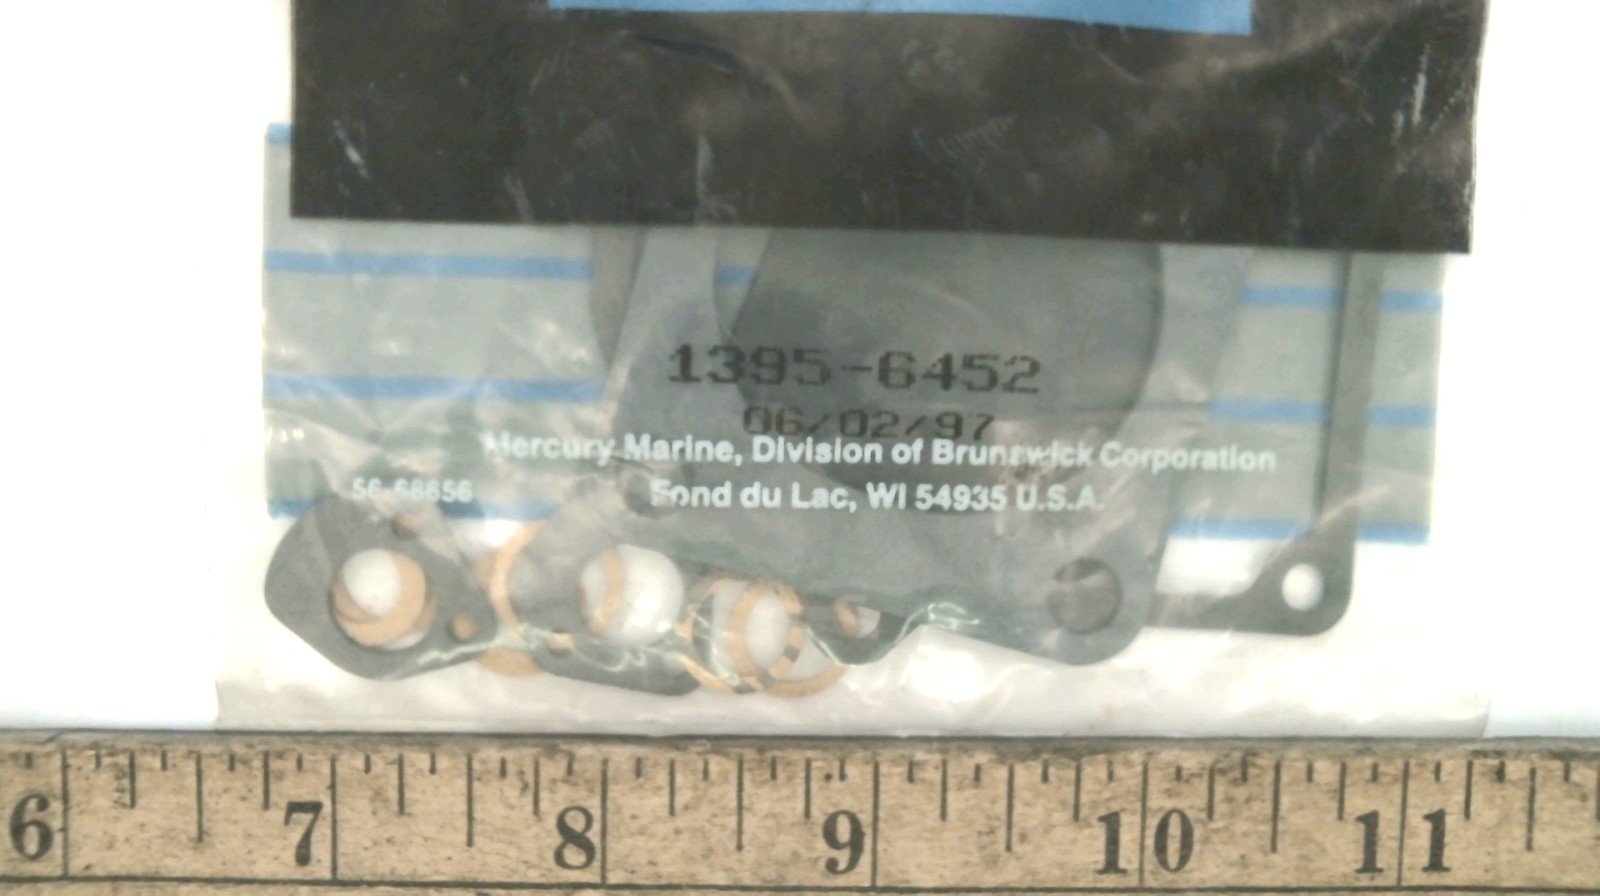 1395-6452
06/02/97
Mercury Marine, Division of Brunswick Corporation
56-68656
Fond du Lac, WI 54935 U.S.A.
6 7 8 9 10 11